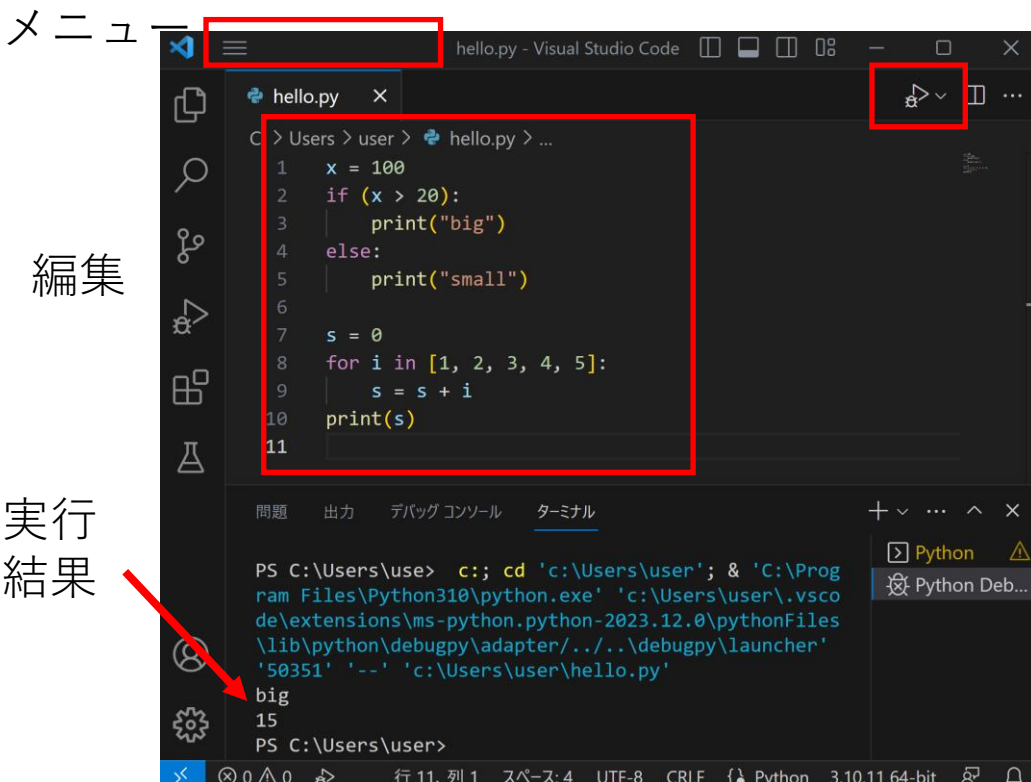 メニュー
hello.py - Visual Studio Code
hello.py
C: > Users > user > hello.py > ...
1 x = 100
2 if (x > 20):
3 print("big")
4 else:
5 print("small")
6
7 s = 0
8 for i in [1, 2, 3, 4, 5]:
9 s = s + i
10 print(s)
11
編集
実行
結果
問題 出力 デバッグ コンソール ターミナル
Python
Python Deb...
PS C:\Users\use> c:; cd 'c:\Users\user'; & 'C:\Prog
ram Files\Python310\python.exe' 'c:\Users\user\.vsco
de\extensions\ms-python.python-2023.12.0\pythonFiles
\lib\python\debugpy\adapter/../..\debugpy\launcher'
'50351' '--' 'c:\Users\user\hello.py'
big
15
PS C:\Users\user>
0 0 行 11、列 1 スペース: 4 UTF-8 CRLF Python 3.10.11 64-bit